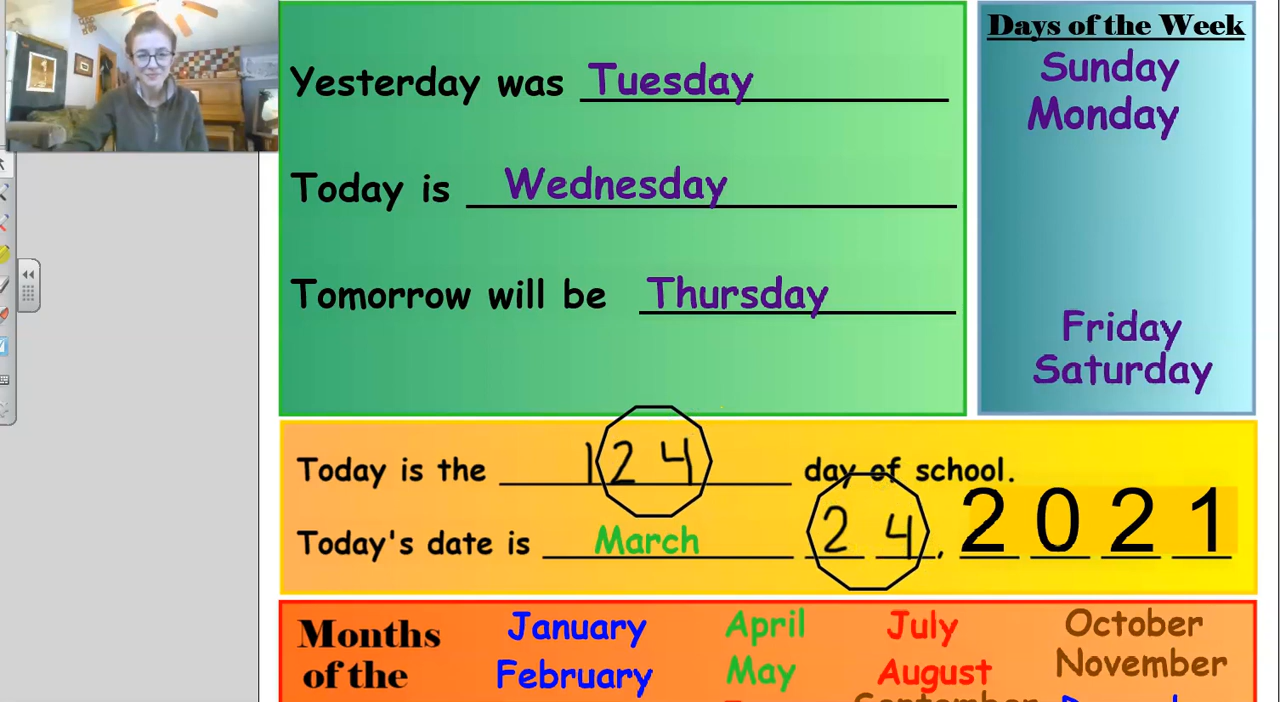 Yesterday was Tuesday
Today is Wednesday
Tomorrow will be Thursday
Days of the Week
Sunday
Monday
Friday
Saturday
Today is the 124 day of school.
Today's date is March 24, 2021
Months
of the
January
February
April
May
July
August
September
October
November